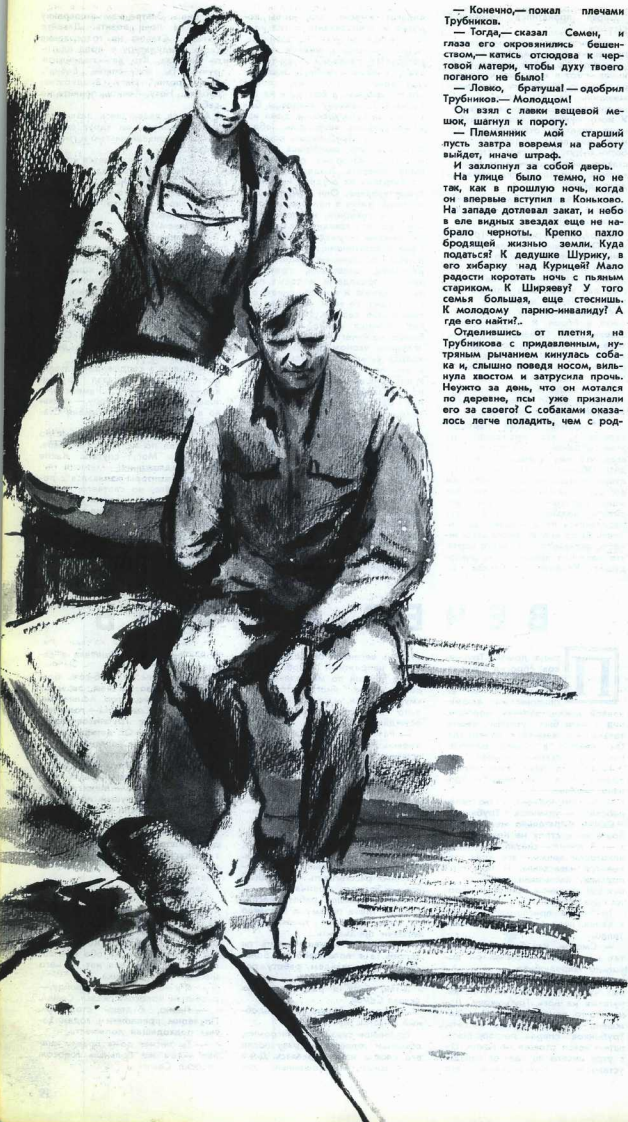 — Конечно,— пожал плечами
Трубников.
— Тогда,— сказал Семен, и
глаза его окровянились бешен-
ством,— катись отсюдова к чер-
товой матери, чтобы духу твоего
поганого не было!
— Ловко, братуша! — одобрил
Трубников.— Молодцом!
Он взял с лавки вещевой ме-
шок, шагнул к порогу.
— Племянник мой старший
пусть завтра вовремя на работу
выйдет, иначе штраф.
И захлопнул за собой дверь.
На улице было темно, но не
так, как в прошлую ночь, когда
он впервые вступил в Коньково.
На западе дотлевал закат, и небо
в еле видных звездах еще не на-
брало черноты. Крепко пахло
бродящей жизнью земли. Куда
податься? К дедушке Шурику, в
его хибарку над Курицей? Мало
радости коротать ночь с пьяным
стариком. К Ширяеву? У того
семья большая, еще стеснишь.
К молодому парню-инвалиду? А
где его найти?..
Отделившись от плетня, на
Трубникова с придавленным, ну-
тряным рычанием кинулась соба-
ка и, слышно поведя носом, виль-
нула хвостом и затрусила прочь.
Неужто за день, что он мотался
по деревне, псы уже признали
его за своего? С собаками оказа-
лось легче поладить, чем с род-